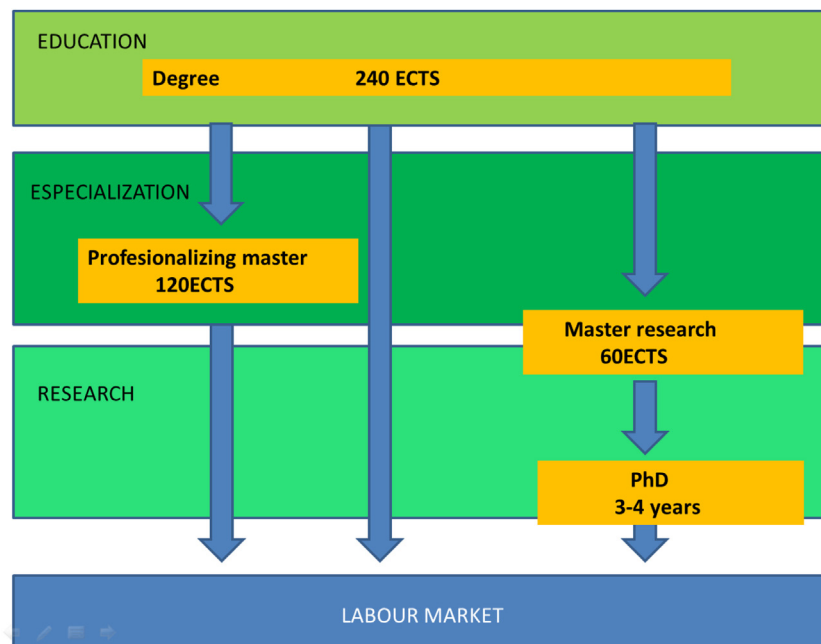 EDUCATION
Degree 240 ECTS
ESPECIALIZATION
Profesionalizing master
120ECTS
Master research
60ECTS
RESEARCH
PhD
3-4 years
LABOUR MARKET